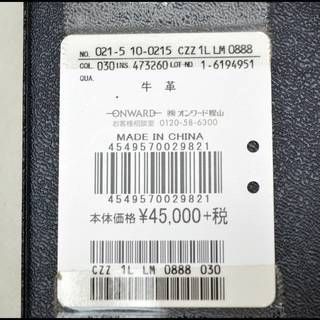 NO. 021-5 10-0215 CZZ 1L LM 0888
COL. 030 INS. 473260 LOT-NO 1-6194951
QUA.
牛 革
ONWARD ㈱オンワード樫山
お客様相談室 0120-58-6300
MADE IN CHINA
4549570029821
4549570029821
本体価格 ¥45,000+税
CZZ 1L LM 0888 030